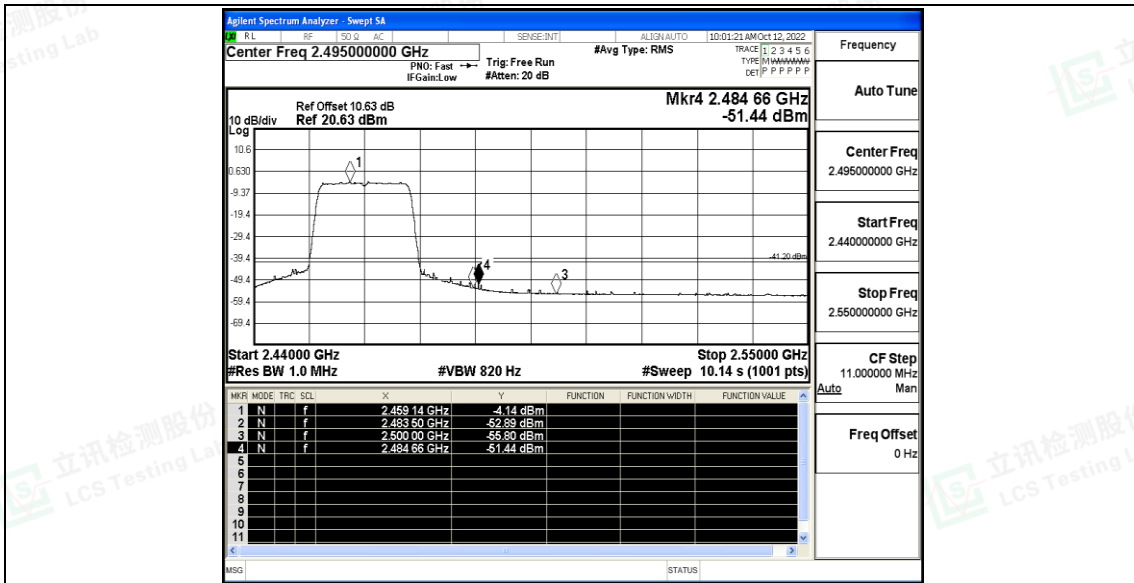 Agilent Spectrum Analyzer - Swept SA
LXI RL RF 50 Ω AC SENSE:INT ALIGN AUTO 10:01:21 AM Oct 12, 2022
Center Freq 2.495000000 GHz #Avg Type: RMS TRACE 1 2 3 4 5 6
PNO: Fast Trig: Free Run TYPE MWWWWW
IFGain:Low #Atten: 20 dB DET P P P P P P
Mkr4 2.484 66 GHz
-51.44 dBm
Ref Offset 10.63 dB
10 dB/div Ref 20.63 dBm
Log
10.6
0.630
-9.37
-19.4
-29.4
-39.4
-49.4
-59.4
-69.4
1
4
3
-41.20 dBm
Start 2.44000 GHz Stop 2.55000 GHz
#Res BW 1.0 MHz #VBW 820 Hz #Sweep 10.14 s (1001 pts)
MKR MODE TRC SCL X Y FUNCTION FUNCTION WIDTH FUNCTION VALUE
1 N f 2.459 14 GHz -4.14 dBm
2 N f 2.483 50 GHz -52.89 dBm
3 N f 2.500 00 GHz -55.80 dBm
4 N f 2.484 66 GHz -51.44 dBm
5
6
7
8
9
10
11
MSG STATUS
Frequency
Auto Tune
Center Freq
2.495000000 GHz
Start Freq
2.440000000 GHz
Stop Freq
2.550000000 GHz
CF Step
11.000000 MHz
Auto Man
Freq Offset
0 Hz
立讯检测股份
LCS Testing Lab
立讯检测股份
LCS Testing L
sting Lab